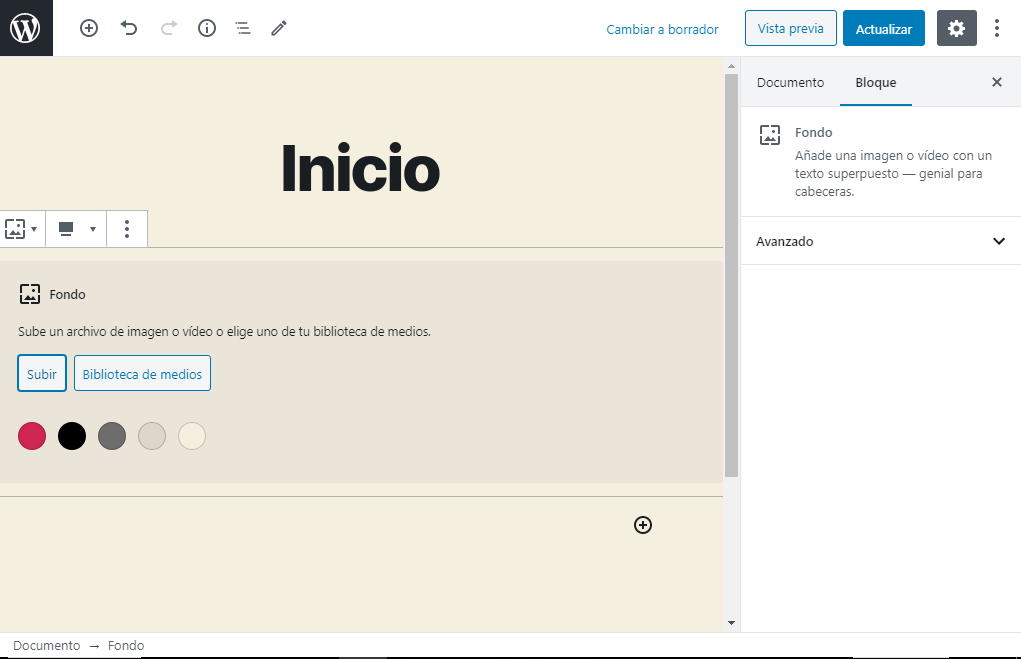 Cambiar a borrador
Vista previa
Actualizar
Documento
Bloque
Fondo
Añade una imagen o vídeo con un
texto superpuesto — genial para
cabeceras.
Avanzado
Inicio
Fondo
Sube un archivo de imagen o vídeo o elige uno de tu biblioteca de medios.
Subir
Biblioteca de medios
Documento → Fondo